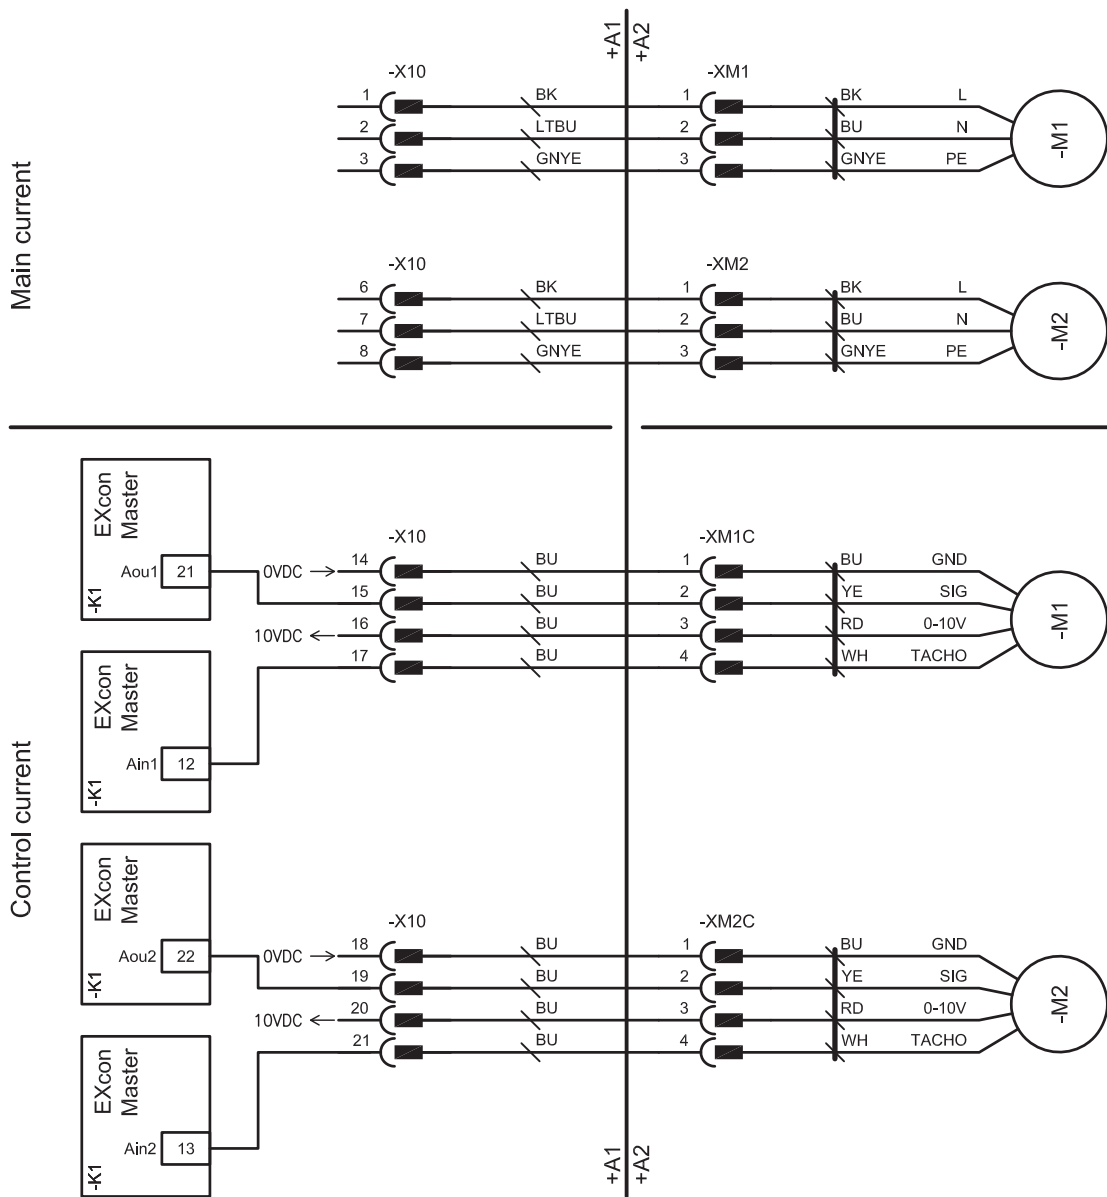 +A1 +A2
Main current
-X10 -XM1
1 BK 1 BK L
2 LTBU 2 BU N
3 GNYE 3 GNYE PE
-M1
-X10 -XM2
6 BK 1 BK L
7 LTBU 2 BU N
8 GNYE 3 GNYE PE
-M2
Control current
EXcon
Master
-K1
Aou1 21
-X10 -XM1C
0VDC 14 BU 1 BU GND
15 BU 2 YE SIG
10VDC 16 BU 3 RD 0-10V
17 BU 4 WH TACHO
-M1
EXcon
Master
-K1
Ain1 12
EXcon
Master
-K1
Aou2 22
-X10 -XM2C
0VDC 18 BU 1 BU GND
19 BU 2 YE SIG
10VDC 20 BU 3 RD 0-10V
21 BU 4 WH TACHO
-M2
EXcon
Master
-K1
Ain2 13
+A1 +A2